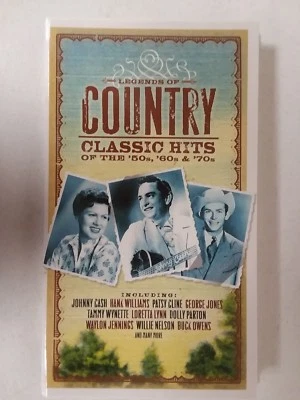 LEGENDS OF
COUNTRY
CLASSIC HITS
OF THE '50s, '60s & '70s
INCLUDING:
JOHNNY CASH HANK WILLIAMS PATSY CLINE GEORGE JONES
TAMMY WYNETTE LORETTA LYNN DOLLY PARTON
WAYLON JENNINGS WILLIE NELSON BUCK OWENS
AND MANY MORE